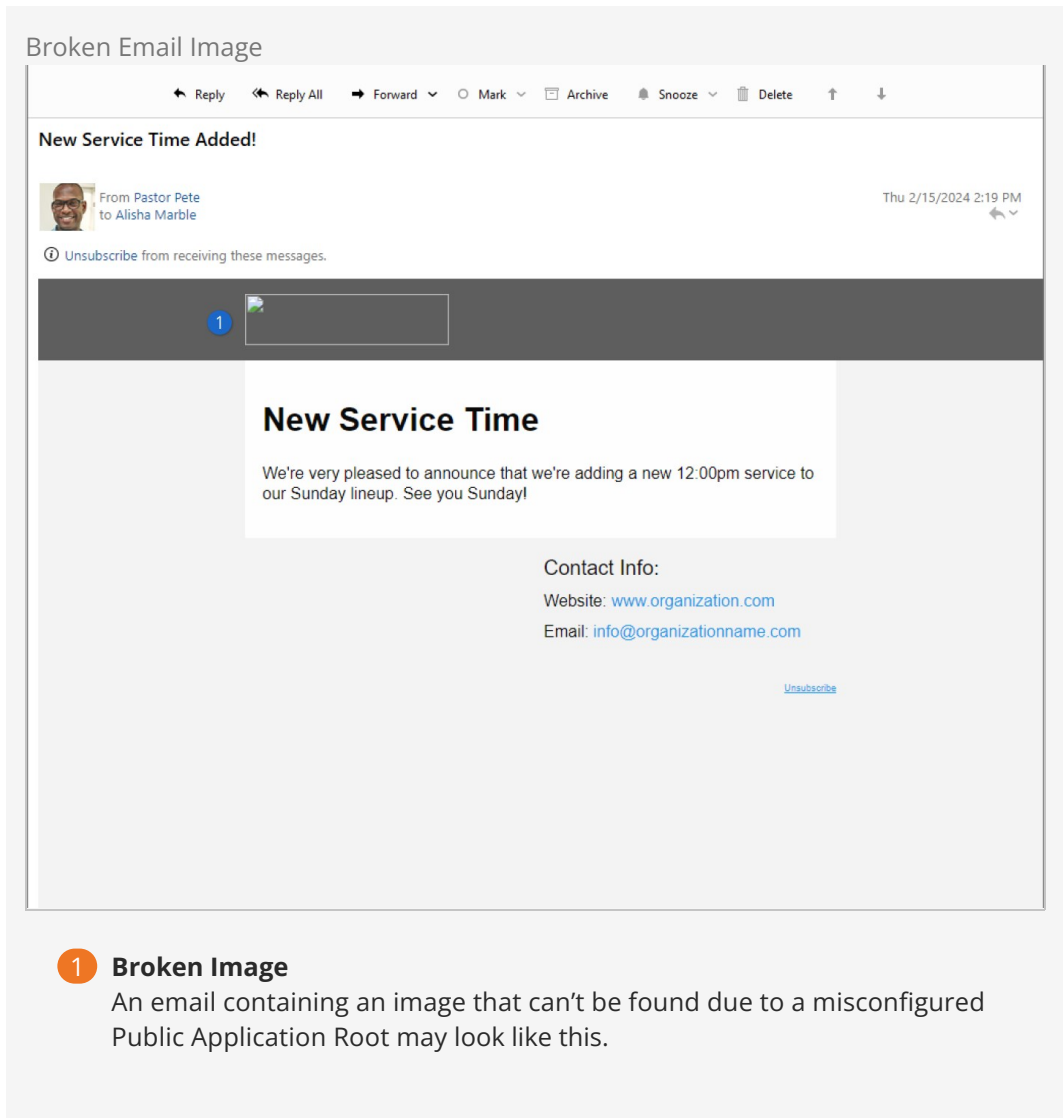 Broken Email Image
Reply Reply All Forward Mark Archive Snooze Delete
New Service Time Added!
From Pastor Pete
to Alisha Marble
Thu 2/15/2024 2:19 PM
Unsubscribe from receiving these messages.
1
New Service Time
We're very pleased to announce that we're adding a new 12:00pm service to
our Sunday lineup. See you Sunday!
Contact Info:
Website: www.organization.com
Email: info@organizationname.com
Unsubscribe
1 Broken Image
An email containing an image that can’t be found due to a misconfigured
Public Application Root may look like this.